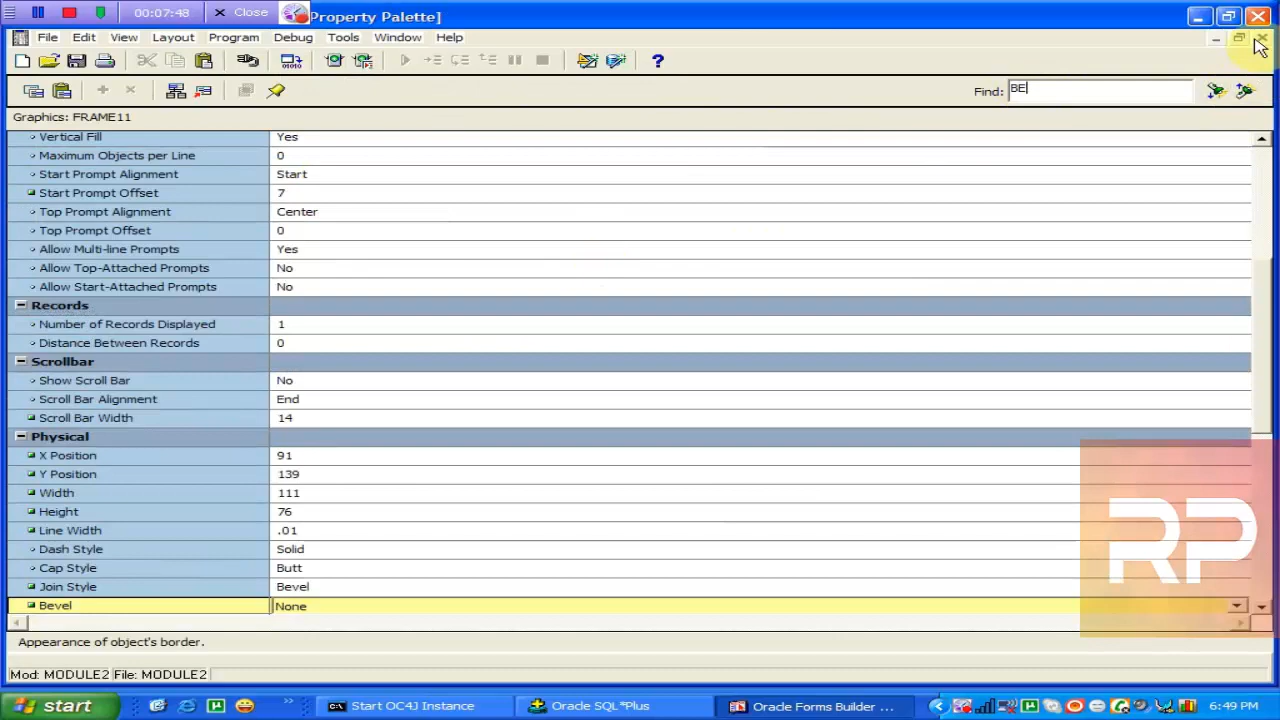 00:07:48 Close Property Palette]
File Edit View Layout Program Debug Tools Window Help
Find: BE
Graphics: FRAME11
Vertical Fill Yes
Maximum Objects per Line 0
Start Prompt Alignment Start
Start Prompt Offset 7
Top Prompt Alignment Center
Top Prompt Offset 0
Allow Multi-line Prompts Yes
Allow Top-Attached Prompts No
Allow Start-Attached Prompts No
Records
Number of Records Displayed 1
Distance Between Records 0
Scrollbar
Show Scroll Bar No
Scroll Bar Alignment End
Scroll Bar Width 14
Physical
X Position 91
Y Position 139
Width 111
Height 76
Line Width .01
Dash Style Solid
Cap Style Butt
Join Style Bevel
Bevel None
RP
Appearance of object's border.
Mod: MODULE2 File: MODULE2
start Start OC4J Instance Oracle SQL*Plus Oracle Forms Builder ... 6:49 PM